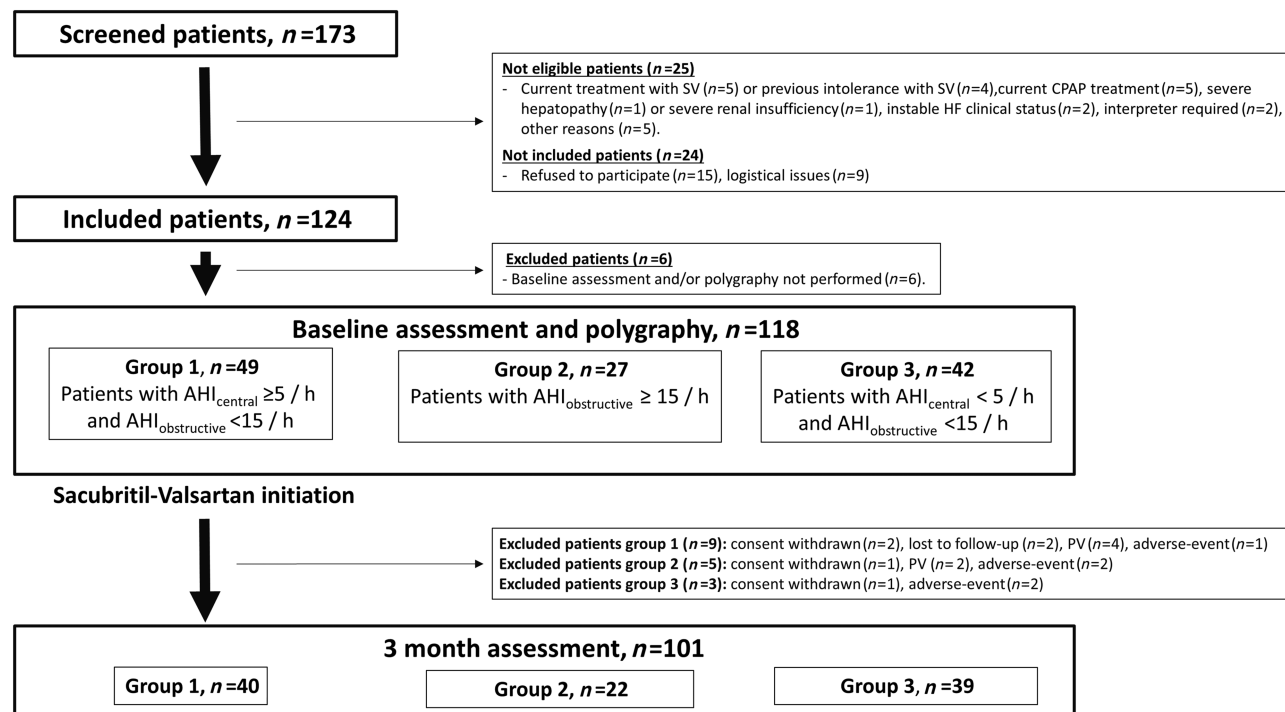 Screened patients, n=173
Not eligible patients (n=25)
- Current treatment with SV (n=5) or previous intolerance with SV (n=4),current CPAP treatment (n=5), severe
hepatopathy (n=1) or severe renal insufficiency (n=1), instable HF clinical status (n=2), interpreter required (n=2),
other reasons (n=5).
Not included patients (n=24)
- Refused to participate (n=15), logistical issues (n=9)
Included patients, n=124
Excluded patients (n=6)
- Baseline assessment and/or polygraphy not performed (n=6).
Baseline assessment and polygraphy, n=118
Group 1, n=49
Patients with AHIcentral ≥5 / h
and AHIobstructive <15 / h
Group 2, n=27
Patients with AHIobstructive ≥ 15 / h
Group 3, n=42
Patients with AHIcentral < 5 / h
and AHIobstructive <15 / h
Sacubritil-Valsartan initiation
Excluded patients group 1 (n=9): consent withdrawn (n=2), lost to follow-up (n=2), PV (n=4), adverse-event (n=1)
Excluded patients group 2 (n=5): consent withdrawn (n=1), PV (n= 2), adverse-event (n=2)
Excluded patients group 3 (n=3): consent withdrawn (n=1), adverse-event (n=2)
3 month assessment, n=101
Group 1, n=40
Group 2, n=22
Group 3, n=39